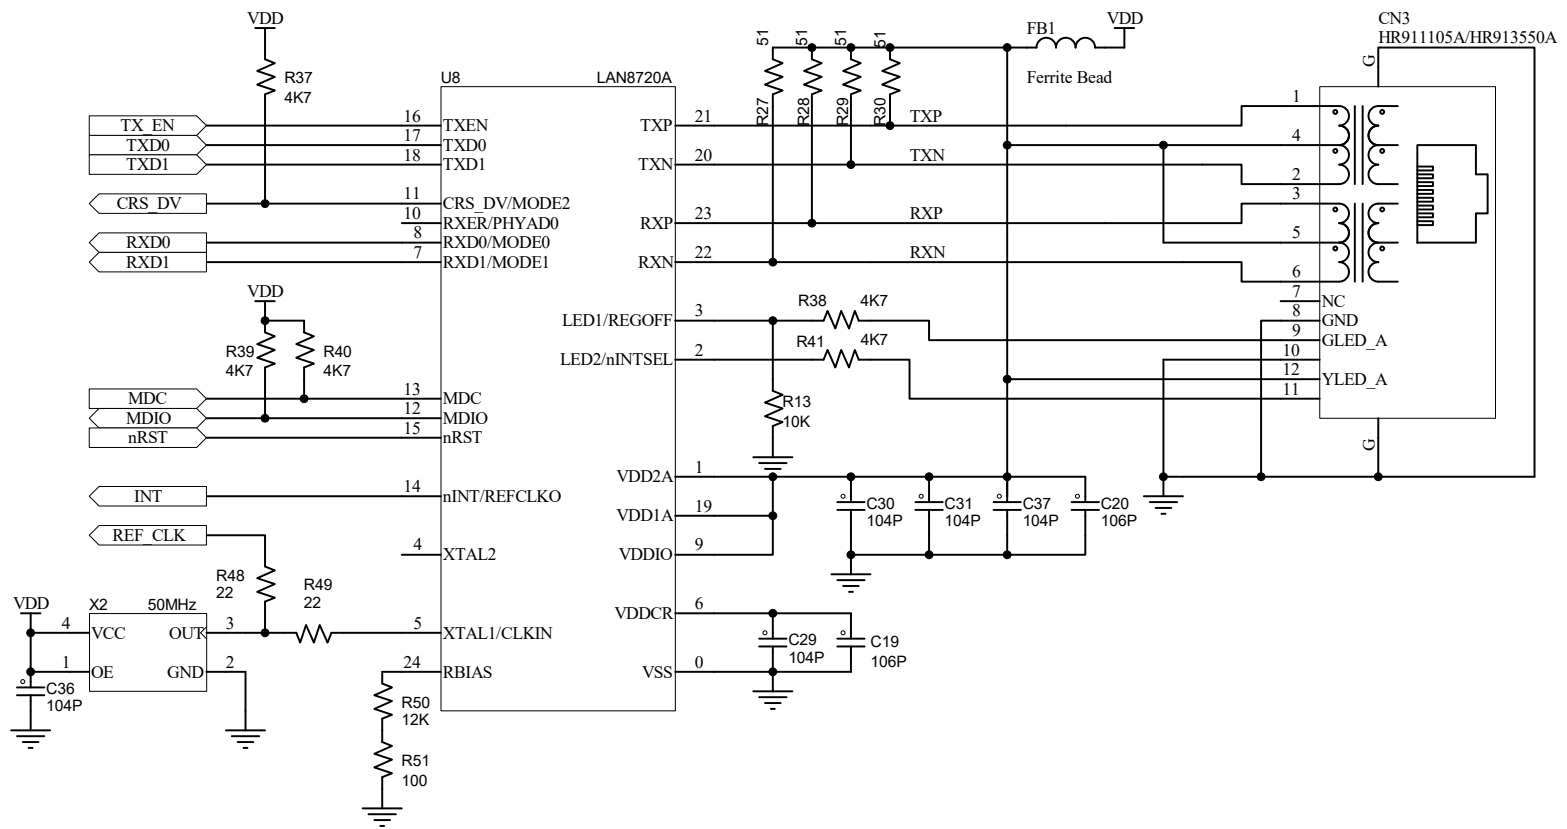 VDD
R37
4K7
U8
LAN8720A
51
51
51
51
R27
R28
R29
R30
FB1
VDD
Ferrite Bead
CN3
HR911105A/HR913550A
G
TX_EN
16
TXEN
TXP
21
TXP
1
TXD0
17
TXD0
4
TXD1
18
TXD1
TXN
20
TXN
2
CRS_DV
11
CRS_DV/MODE2
3
10
RXER/PHYAD0
RXP
23
RXP
RXD0
8
RXD0/MODE0
5
RXD1
7
RXD1/MODE1
RXN
22
RXN
6
VDD
7
NC
R39
4K7
R40
4K7
LED1/REGOFF
3
R38
4K7
8
GND
9
GLED_A
LED2/nINTSEL
2
R41
4K7
10
12
YLED_A
11
MDC
13
MDC
MDIO
12
MDIO
nRST
15
nRST
R13
10K
G
VDD2A
1
INT
14
nINT/REFCLKO
VDD1A
19
C30
104P
C31
104P
C37
104P
C20
106P
REF_CLK
4
XTAL2
VDDIO
9
R48
22
R49
22
VDD
X2
50MHz
4
VCC
OUT
3
5
XTAL1/CLKIN
VDDCR
6
1
OE
GND
2
24
RBIAS
VSS
0
C29
104P
C19
106P
C36
104P
R50
12K
R51
100